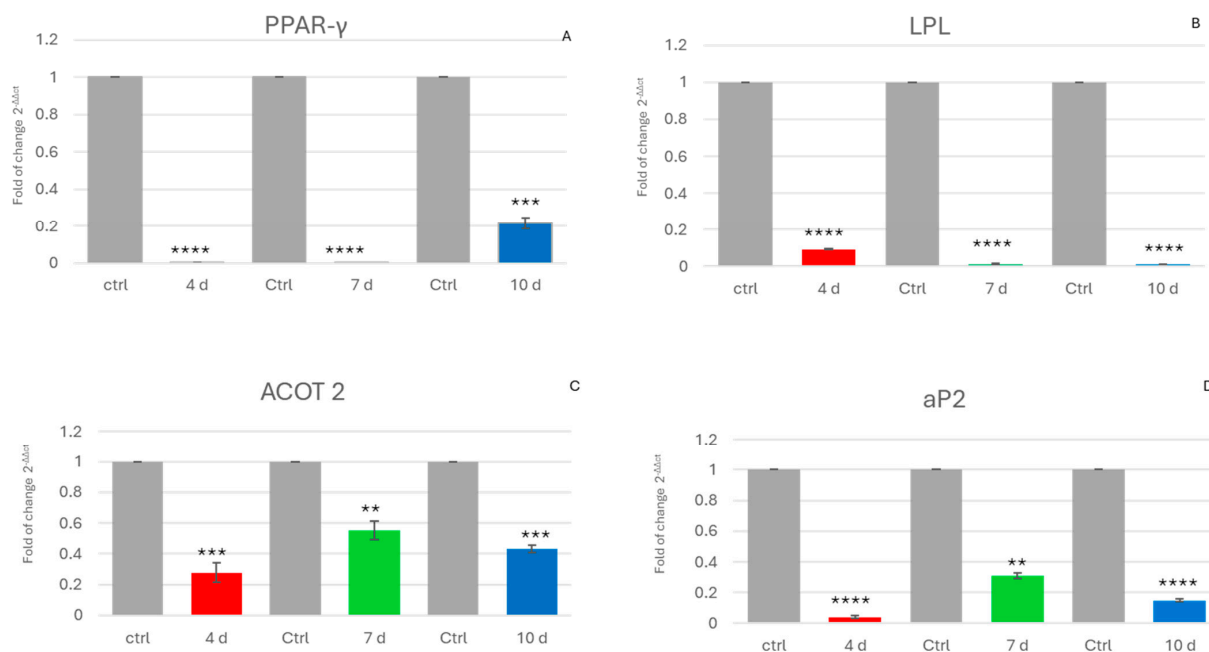 PPAR-γ
A
1.2
1
0.8
0.6
0.4
0.2
0
Fold of change 2-ΔΔct
****
****
***
ctrl 4 d Ctrl 7 d Ctrl 10 d
LPL
B
1.2
1
0.8
0.6
0.4
0.2
0
Fold of change 2-ΔΔct
****
****
****
ctrl 4 d Ctrl 7 d Ctrl 10 d
ACOT 2
C
1.2
1
0.8
0.6
0.4
0.2
0
Fold of change 2-ΔΔct
***
**
***
ctrl 4 d Ctrl 7 d Ctrl 10 d
aP2
D
1.2
1
0.8
0.6
0.4
0.2
0
Fold of change 2-ΔΔct
****
**
****
ctrl 4 d Ctrl 7 d Ctrl 10 d